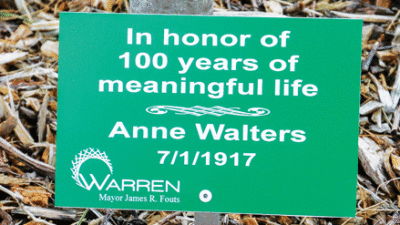 In honor of
100 years of
meaningful life
Anne Walters
7/1/1917
WARREN
Mayor James R. Fouts